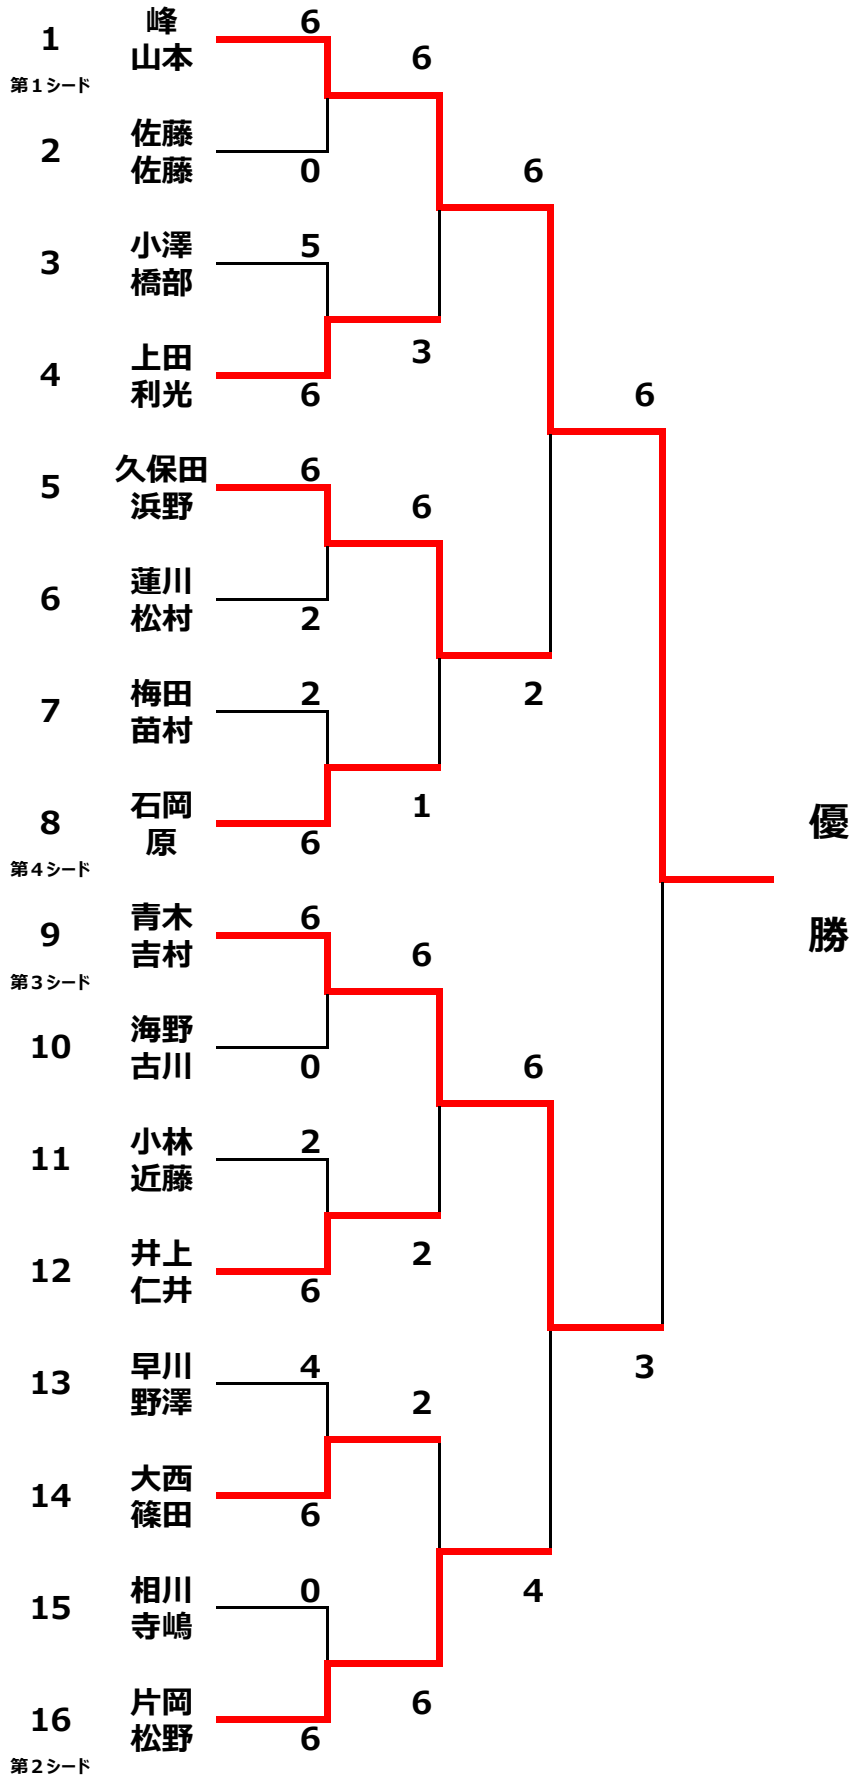 1
峰
山本
第1シード
6
2
佐藤
佐藤
0
6
3
小澤
橋部
5
4
上田
利光
6
3
6
5
久保田
浜野
6
6
蓮川
松村
2
6
7
梅田
苗村
2
8
石岡
原
第4シード
6
1
2
6
9
青木
吉村
第3シード
6
10
海野
古川
0
6
11
小林
近藤
2
12
井上
仁井
6
2
6
13
早川
野澤
4
14
大西
篠田
6
2
15
相川
寺嶋
0
16
片岡
松野
第2シード
6
6
4
3
優
勝